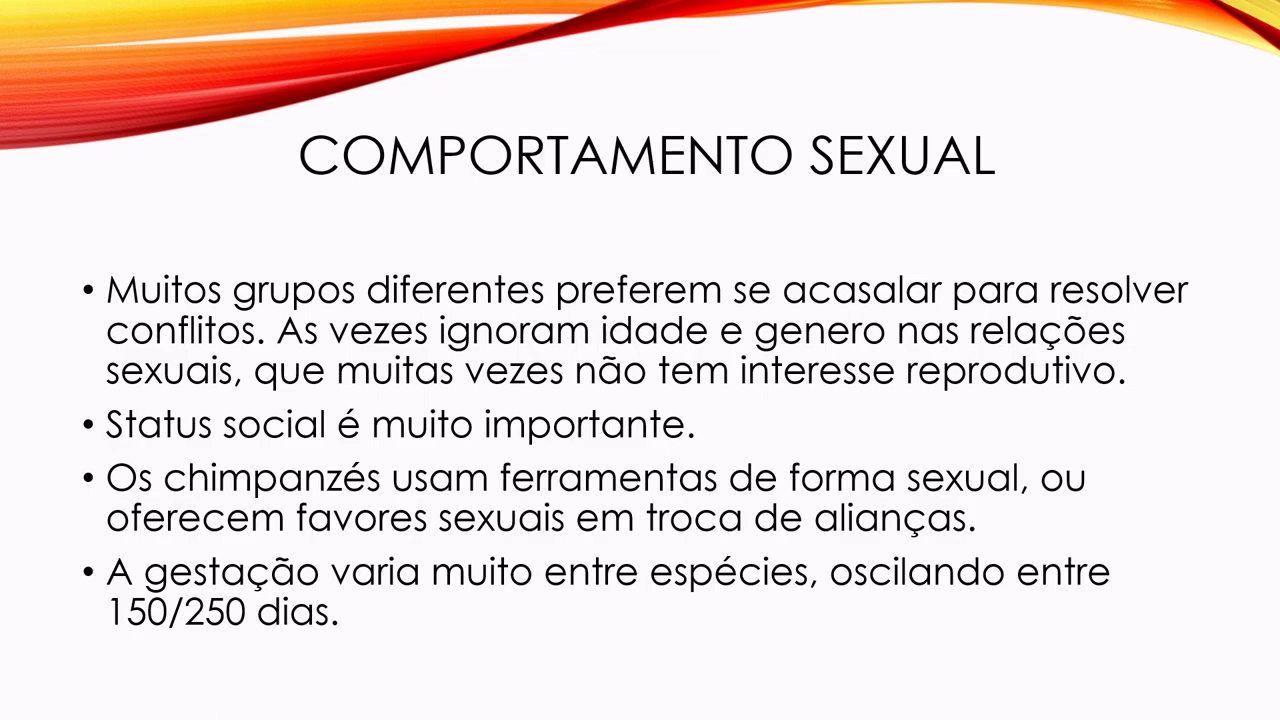 COMPORTAMENTO SEXUAL
• Muitos grupos diferentes preferem se acasalar para resolver
conflitos. As vezes ignoram idade e genero nas relações
sexuais, que muitas vezes não tem interesse reprodutivo.
• Status social é muito importante.
• Os chimpanzés usam ferramentas de forma sexual, ou
oferecem favores sexuais em troca de alianças.
• A gestação varia muito entre espécies, oscilando entre
150/250 dias.